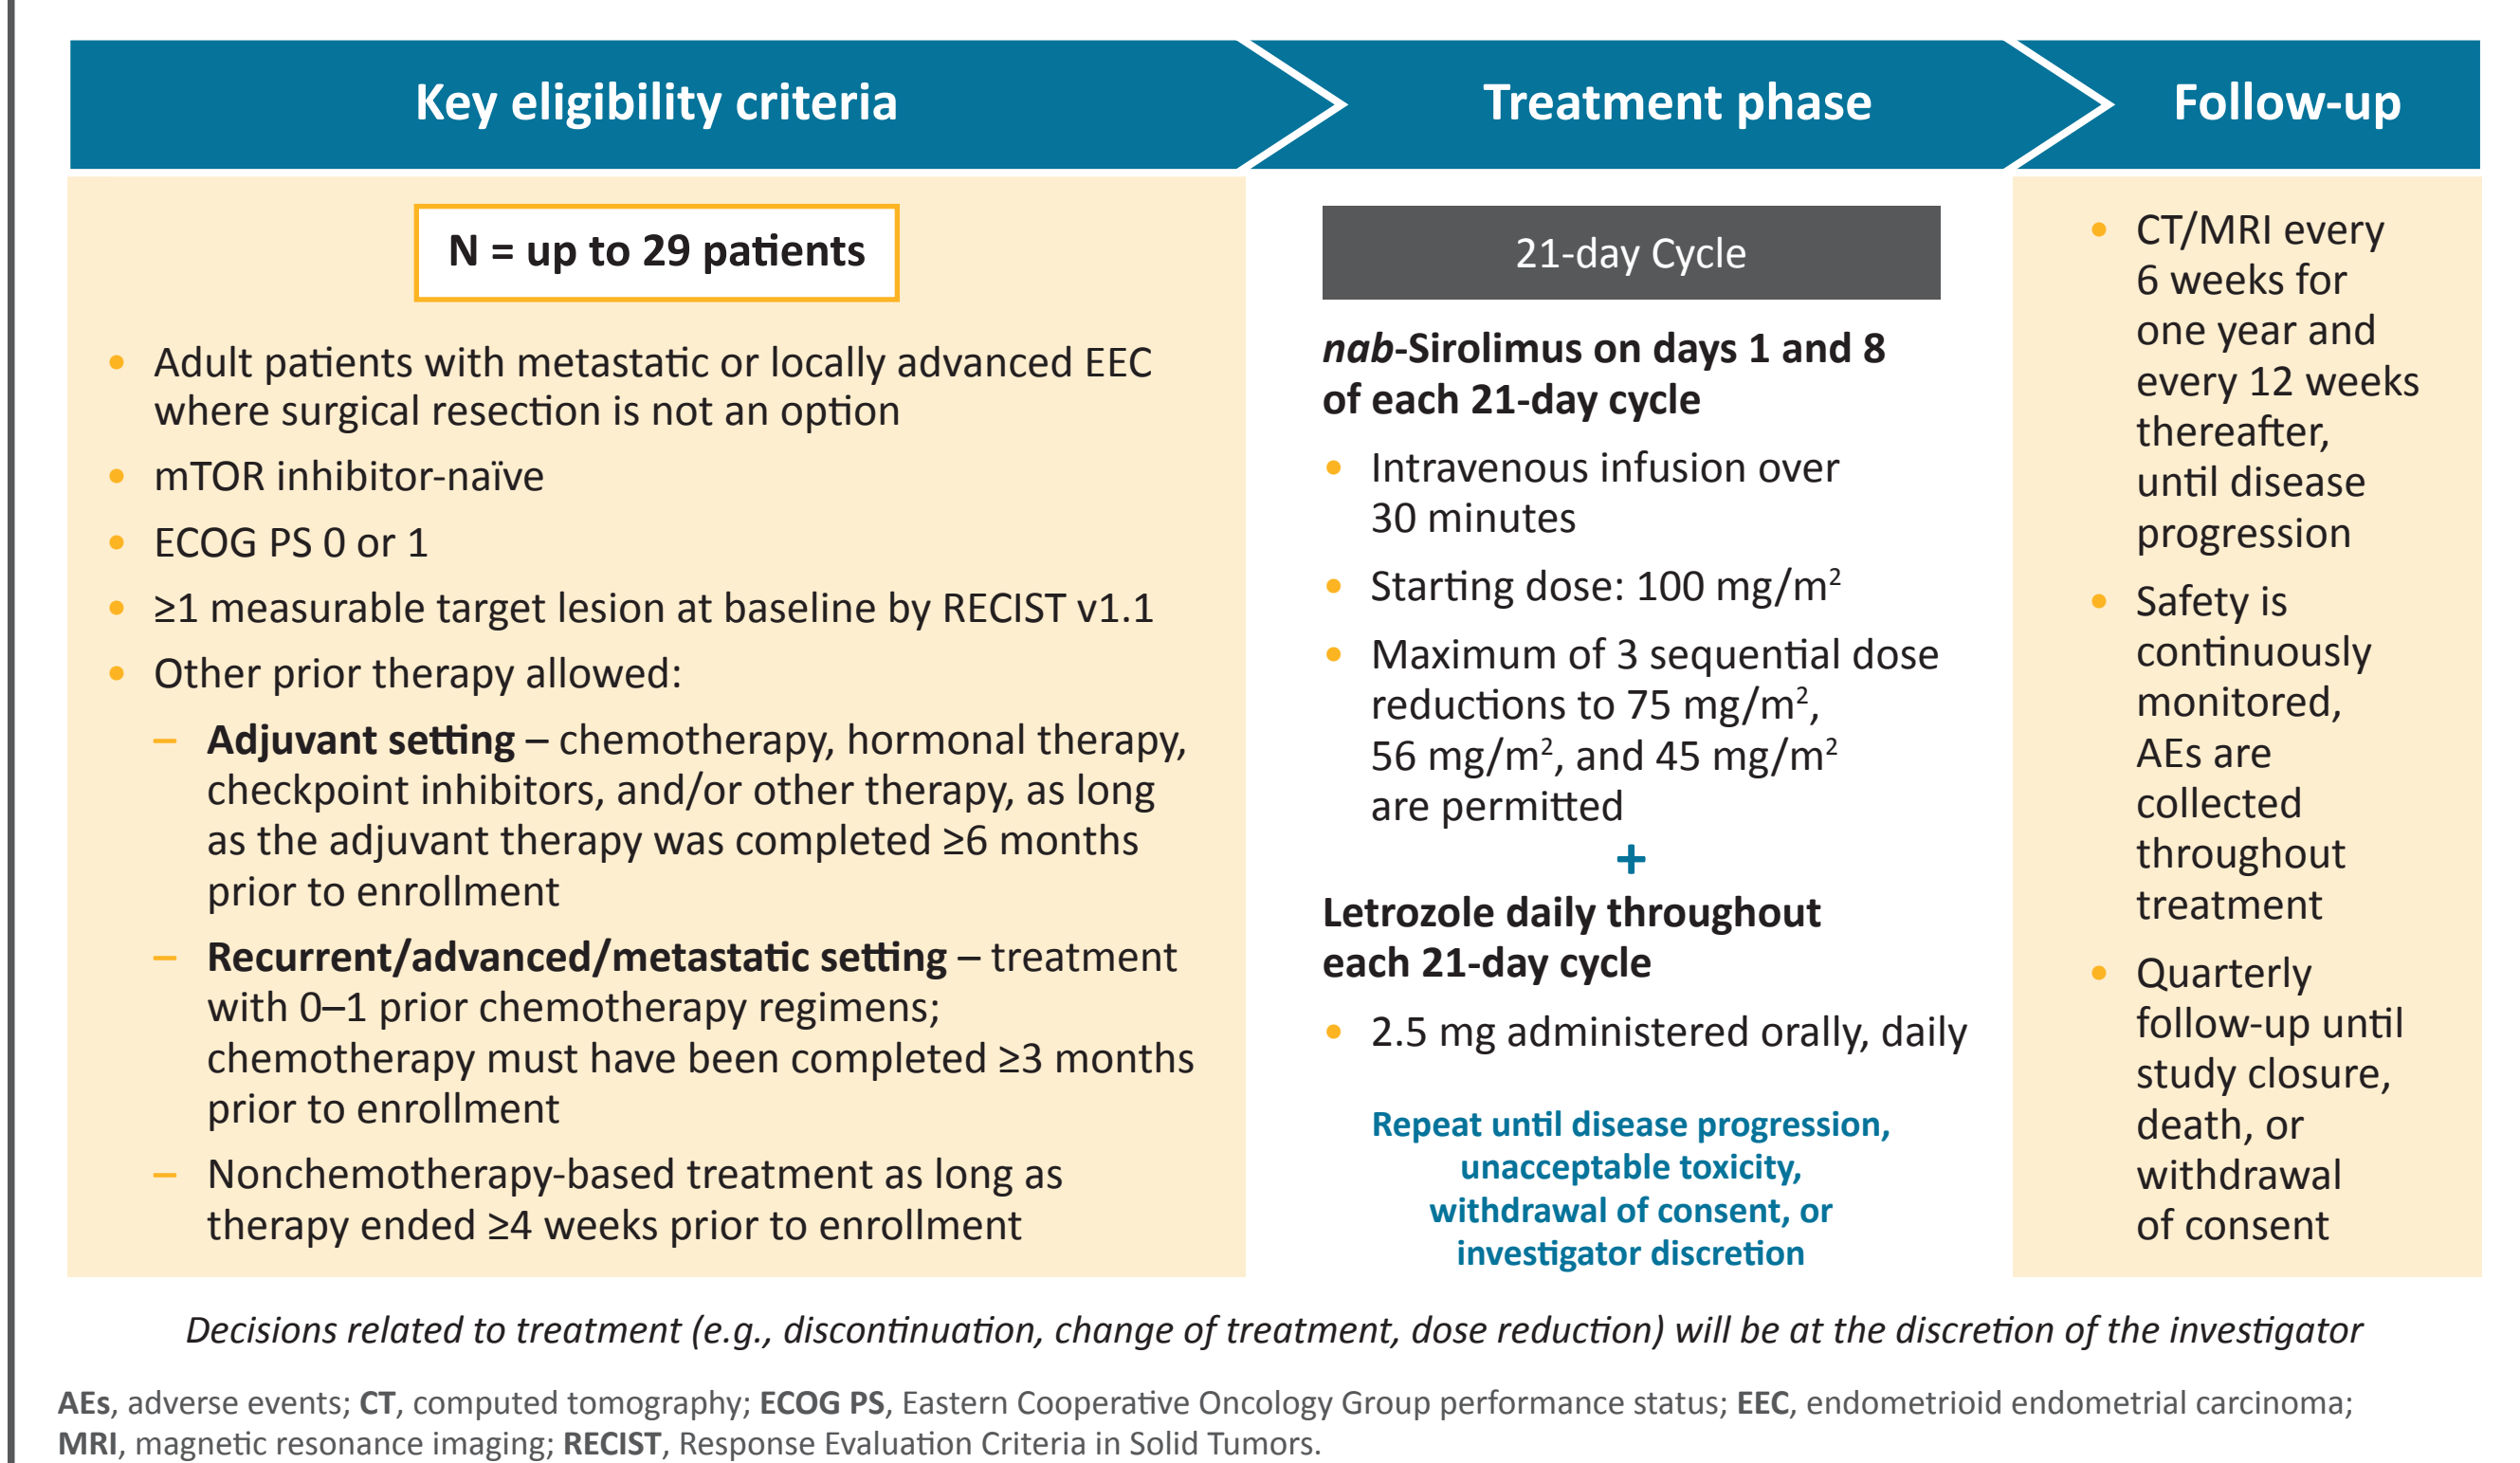 Key eligibility criteria
Treatment phase
Follow-up
N = up to 29 patients
• Adult patients with metastatic or locally advanced EEC
where surgical resection is not an option
• mTOR inhibitor-naïve
• ECOG PS 0 or 1
• ≥1 measurable target lesion at baseline by RECIST v1.1
• Other prior therapy allowed:
– Adjuvant setting – chemotherapy, hormonal therapy,
checkpoint inhibitors, and/or other therapy, as long
as the adjuvant therapy was completed ≥6 months
prior to enrollment
– Recurrent/advanced/metastatic setting – treatment
with 0–1 prior chemotherapy regimens;
chemotherapy must have been completed ≥3 months
prior to enrollment
– Nonchemotherapy-based treatment as long as
therapy ended ≥4 weeks prior to enrollment
21-day Cycle
nab-Sirolimus on days 1 and 8
of each 21-day cycle
• Intravenous infusion over
30 minutes
• Starting dose: 100 mg/m²
• Maximum of 3 sequential dose
reductions to 75 mg/m²,
56 mg/m², and 45 mg/m²
are permitted
+
Letrozole daily throughout
each 21-day cycle
• 2.5 mg administered orally, daily
Repeat until disease progression,
unacceptable toxicity,
withdrawal of consent, or
investigator discretion
• CT/MRI every
6 weeks for
one year and
every 12 weeks
thereafter,
until disease
progression
• Safety is
continuously
monitored,
AEs are
collected
throughout
treatment
• Quarterly
follow-up until
study closure,
death, or
withdrawal
of consent
Decisions related to treatment (e.g., discontinuation, change of treatment, dose reduction) will be at the discretion of the investigator
AEs, adverse events; CT, computed tomography; ECOG PS, Eastern Cooperative Oncology Group performance status; EEC, endometrioid endometrial carcinoma;
MRI, magnetic resonance imaging; RECIST, Response Evaluation Criteria in Solid Tumors.